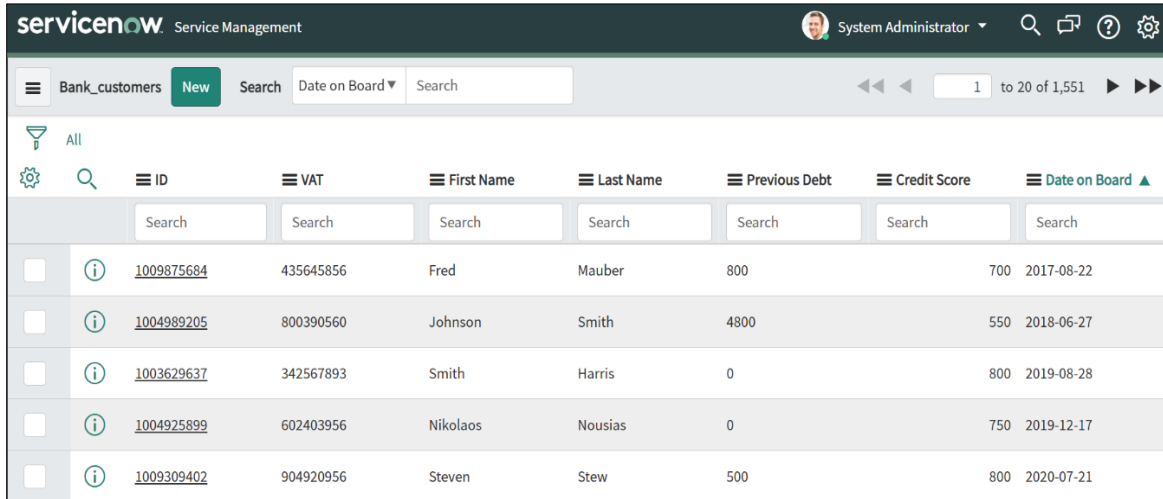 servicenow. Service Management System Administrator
Bank_customers New Search Date on Board Search 1 to 20 of 1,551
All
ID VAT First Name Last Name Previous Debt Credit Score Date on Board
Search Search Search Search Search Search Search
1009875684 435645856 Fred Mauber 800 700 2017-08-22
1004989205 800390560 Johnson Smith 4800 550 2018-06-27
1003629637 342567893 Smith Harris 0 800 2019-08-28
1004925899 602403956 Nikolaos Nousias 0 750 2019-12-17
1009309402 904920956 Steven Stew 500 800 2020-07-21